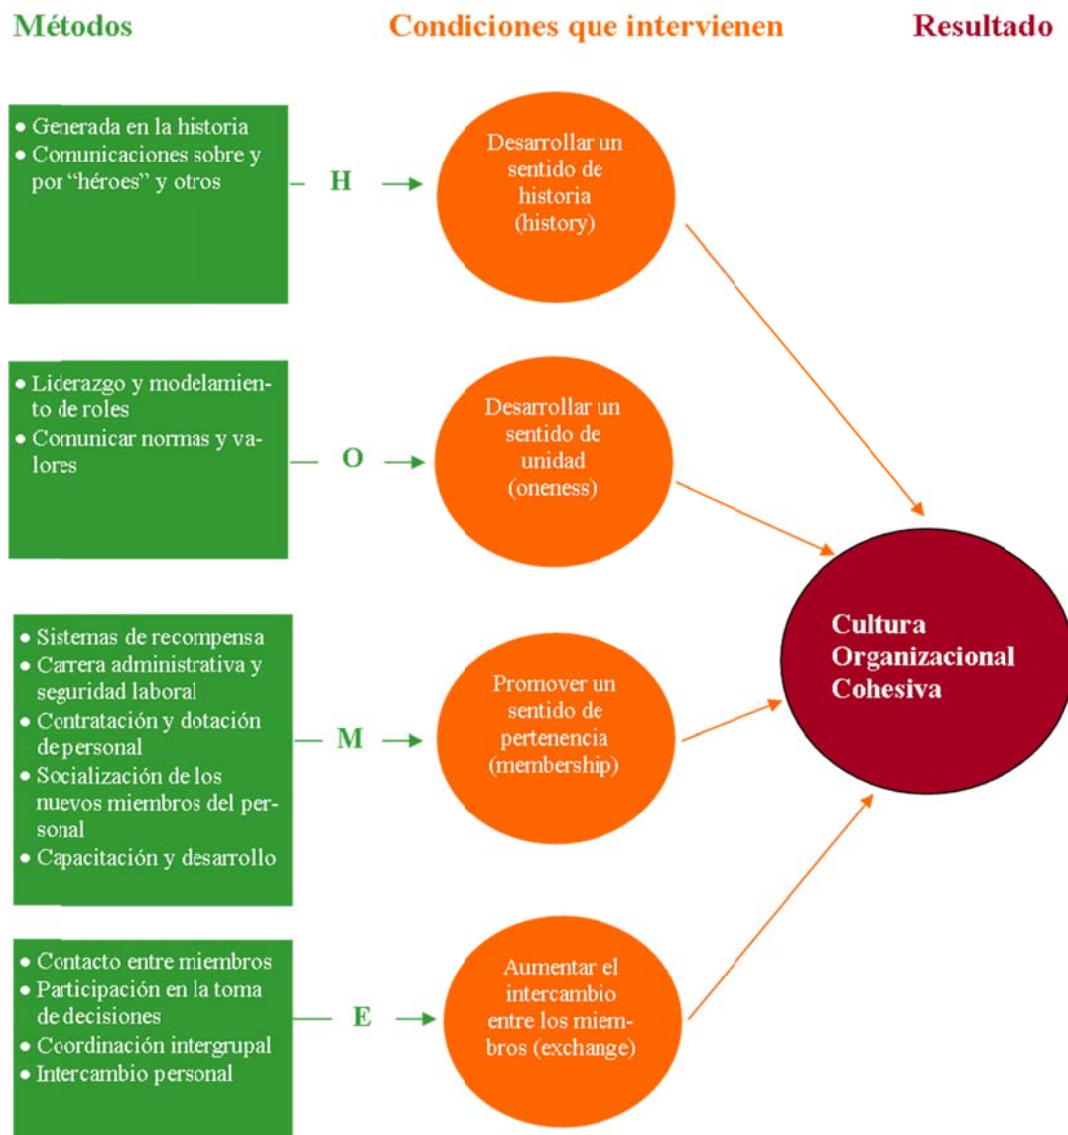 Métodos
Condiciones que intervienen
Resultado
● Generada en la historia
● Comunicaciones sobre y
por “héroes” y otros
H
Desarrollar un
sentido de
historia
(history)
● Liderazgo y modelamien-
to de roles
● Comunicar normas y va-
lores
O
Desarrollar un
sentido de
unidad
(oneness)
● Sistemas de recompensa
● Carrera administrativa y
seguridad laboral
● Contratación y dotación
de personal
● Socialización de los
nuevos miembros del per-
sonal
● Capacitación y desarrollo
M
Promover un
sentido de
pertenencia
(membership)
● Contacto entre miembros
● Participación en la toma
de decisiones
● Coordinación intergrupal
● Intercambio personal
E
Aumentar el
intercambio
entre los miem-
bros (exchange)
Cultura
Organizacional
Cohesiva